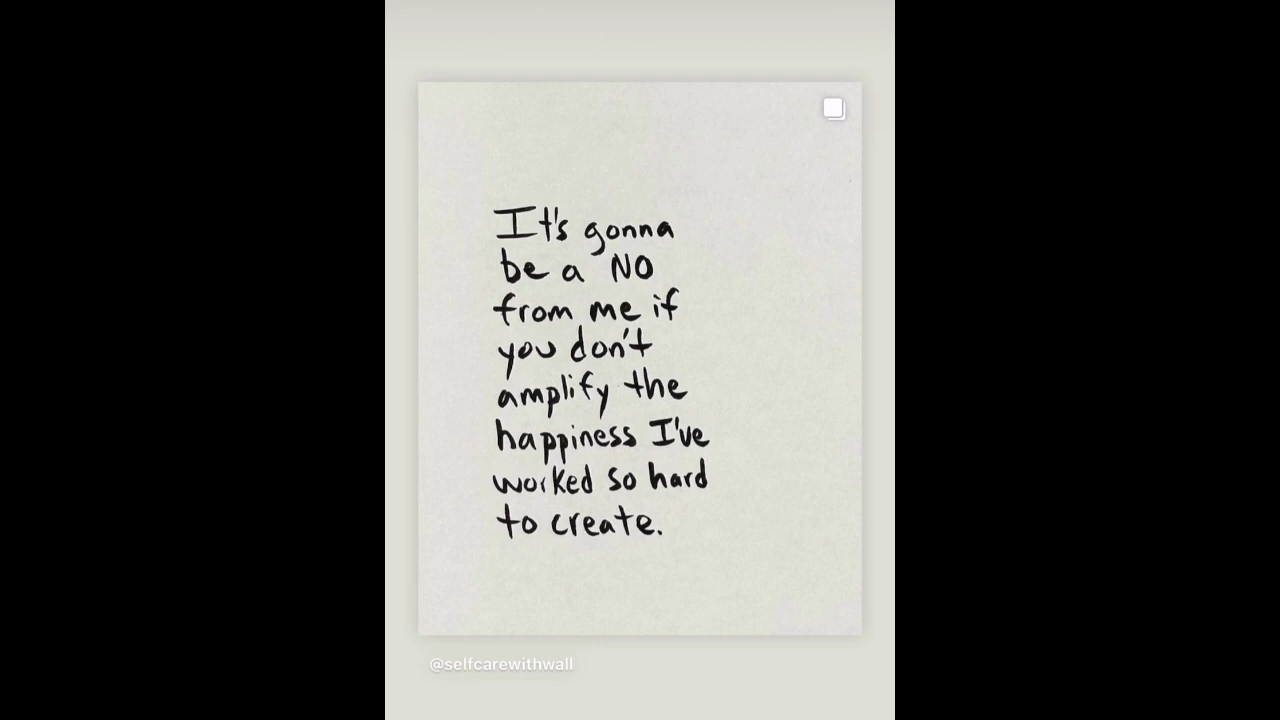 It's gonna
be a NO
from me if
you don't
amplify the
happiness I've
worked so hard
to create.
@selfcarewithwall